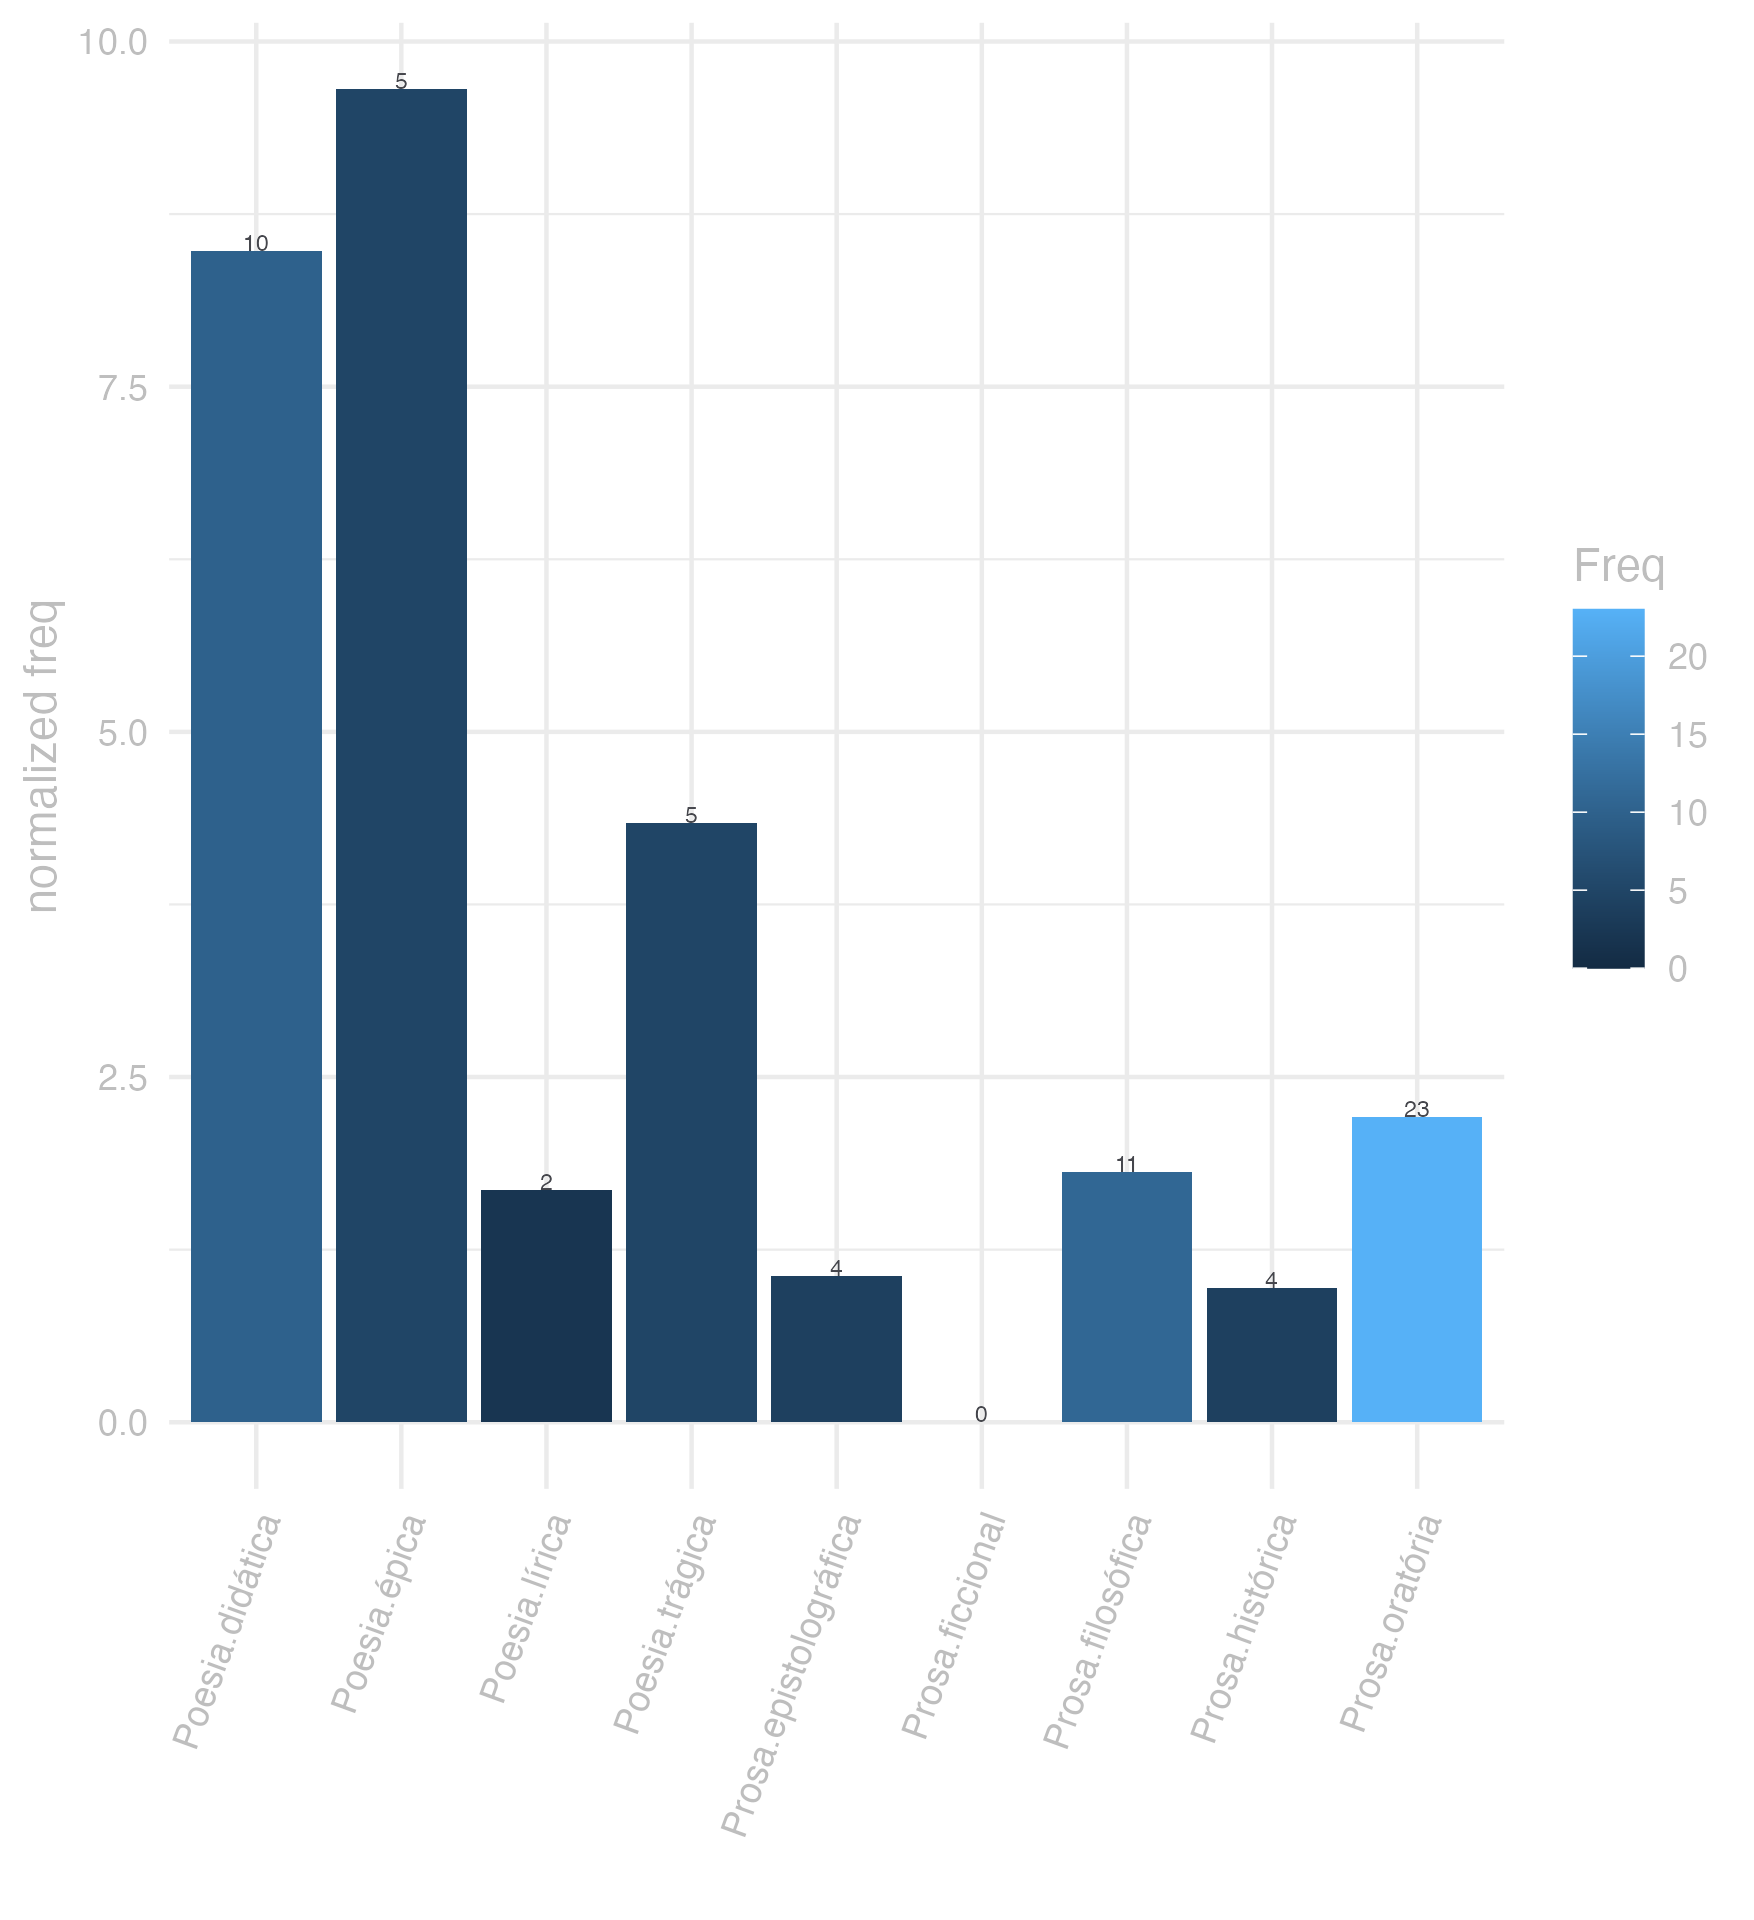 10.0
7.5
5.0
2.5
0.0
normalized freq
10
5
2
5
4
0
11
4
23
Poesia.didática
Poesia.épica
Poesia.lírica
Poesia.trágica
Prosa.epistolográfica
Prosa.ficcional
Prosa.filosófica
Prosa.histórica
Prosa.oratória
Freq
20
15
10
5
0